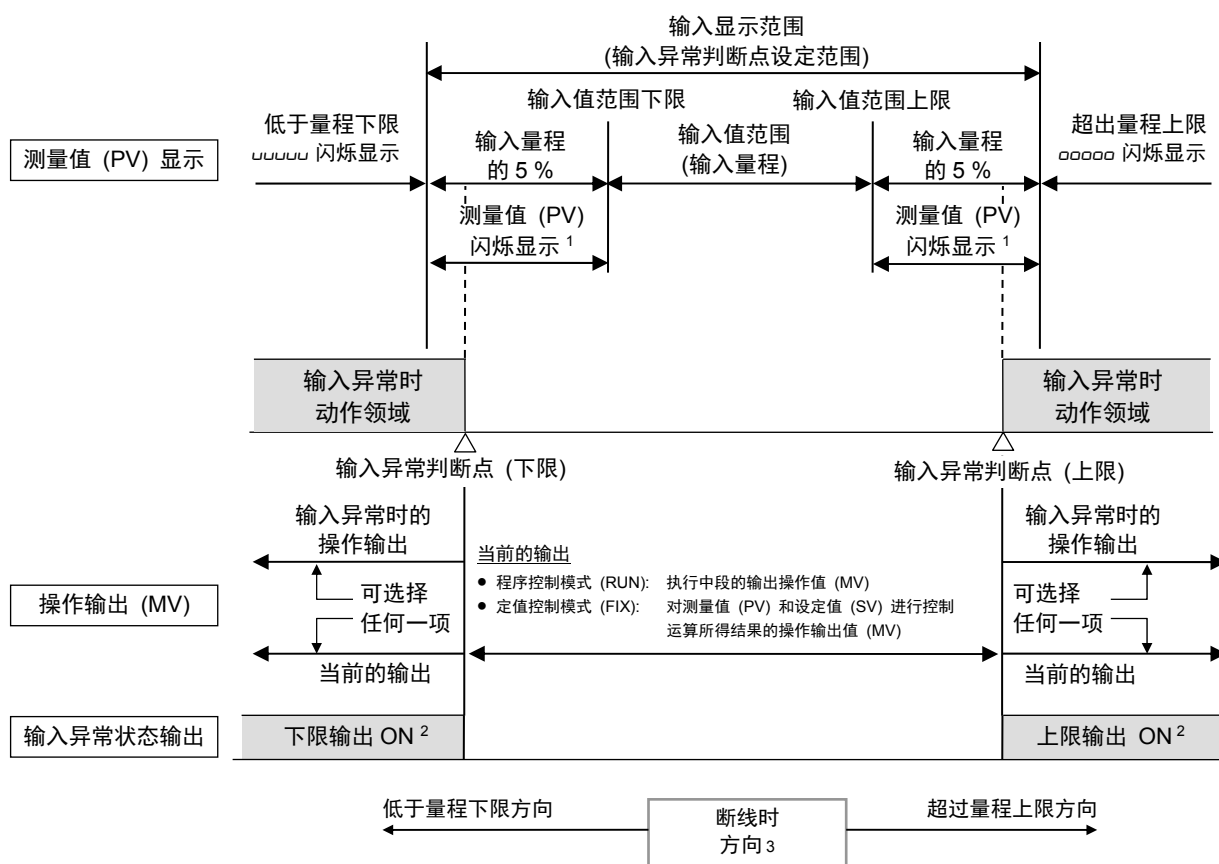 输入显示范围
(输入异常判断点设定范围)
输入值范围下限
输入值范围上限
低于量程下限
闪烁显示
输入量程
的 5 %
输入值范围
(输入量程)
输入量程
的 5 %
超出量程上限
闪烁显示
测量值 (PV) 显示
测量值 (PV)
闪烁显示 1
测量值 (PV)
闪烁显示 1
输入异常时
动作领域
输入异常时
动作领域
输入异常判断点 (下限)
输入异常判断点 (上限)
输入异常时的
操作输出
输入异常时的
操作输出
当前的输出
● 程序控制模式 (RUN): 执行中段的输出操作值 (MV)
● 定值控制模式 (FIX): 对测量值 (PV) 和设定值 (SV) 进行控制
运算所得结果的操作输出值 (MV)
操作输出 (MV)
可选择
任何一项
可选择
任何一项
当前的输出
当前的输出
输入异常状态输出
下限输出 ON 2
上限输出 ON 2
低于量程下限方向
断线时
方向 3
超过量程上限方向